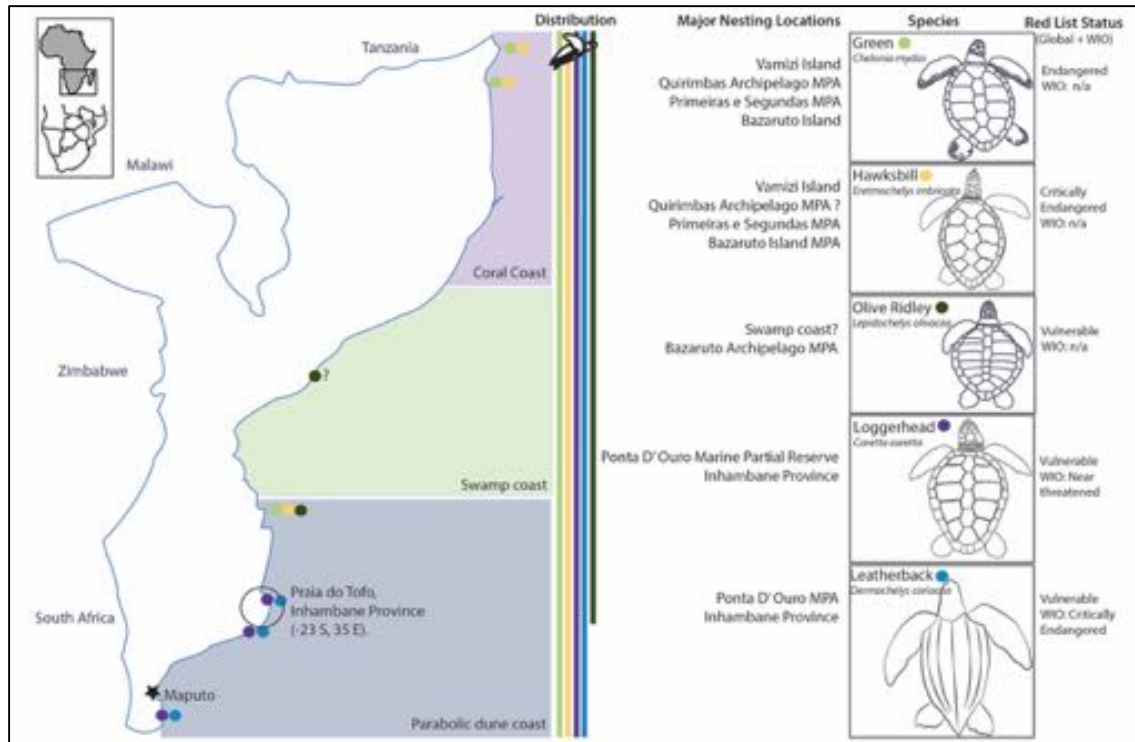 Distribution
Major Nesting Locations
Species
Red List Status
(Global + WIO)
Tanzania
Malawi
Zimbabwe
South Africa
Coral Coast
?
Swamp coast
Praia do Tofo,
Inhambane Province
(-23 S, 35 E).
Maputo
Parabolic dune coast
Vamizi Island
Quirimbas Archipelago MPA
Primeiras e Segundas MPA
Bazaruto Island
Green
Chelonia mydas
Endangered
WIO: n/a
Vamizi Island
Quirimbas Archipelago MPA ?
Primeiras e Segundas MPA
Bazaruto Island MPA
Hawksbill
Eretmochelys imbricata
Critically
Endangered
WIO: n/a
Swamp coast?
Bazaruto Archipelago MPA
Olive Ridley
Lepidochelys olivacea
Vulnerable
WIO: n/a
Ponta D' Ouro Marine Partial Reserve
Inhambane Province
Loggerhead
Caretta caretta
Vulnerable
WIO: Near
threatened
Ponta D' Ouro MPA
Inhambane Province
Leatherback
Dermochelys coriacea
Vulnerable
WIO: Critically
Endangered